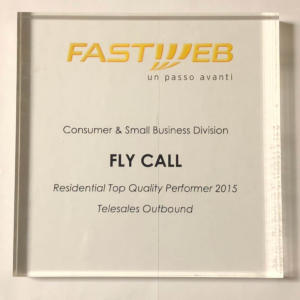 FASTWEB
un passo avanti
Consumer & Small Business Division
FLY CALL
Residential Top Quality Performer 2015
Telesales Outbound